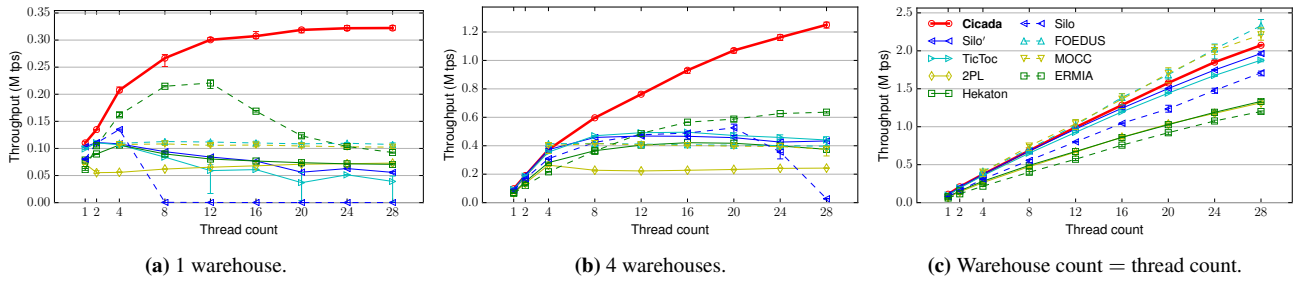 0.35
0.30
0.25
0.20
0.15
0.10
0.05
0.00
Throughput (M tps)
1 2 4 8 12 16 20 24 28
Thread count
(a) 1 warehouse.
1.4
1.2
1.0
0.8
0.6
0.4
0.2
0.0
Throughput (M tps)
1 2 4 8 12 16 20 24 28
Thread count
(b) 4 warehouses.
2.5
2.0
1.5
1.0
0.5
0.0
Throughput (M tps)
Cicada
Silo′
TicToc
2PL
Hekaton
Silo
FOEDUS
MOCC
ERMIA
1 2 4 8 12 16 20 24 28
Thread count
(c) Warehouse count = thread count.